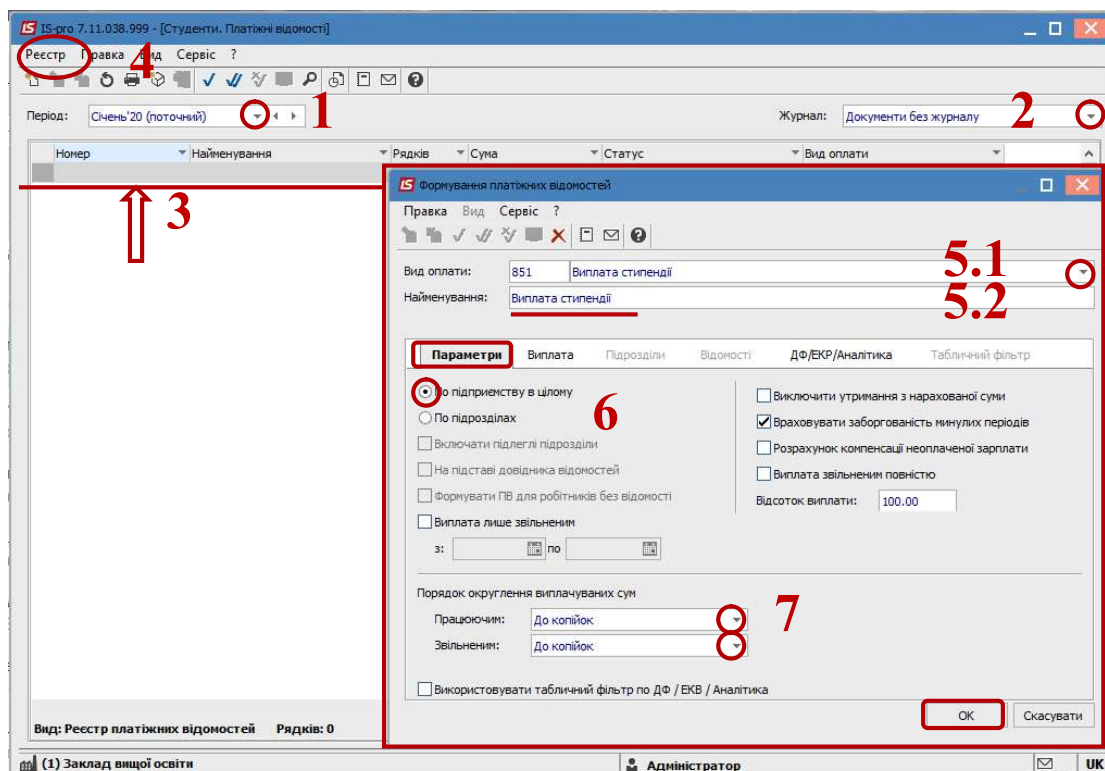 IS-pro 7.11.038.999 - [Студенти. Платіжні відомості]
Реєстр Правка Вид Сервіс ?
4
Період: Січень'20 (поточний) 1 Журнал: Документи без журналу 2
Номер Найменування Рядків Сума Статус Вид оплати
3
Формування платіжних відомостей
Правка Вид Сервіс ?
Вид оплати: 851 Виплата стипендії 5.1
Найменування: Виплата стипендії 5.2
Параметри Виплата Підрозділи Відомості ДФ/ЕКР/Аналітика Табличний фільтр
По підприємству в цілому
По підрозділах
6
Включати підлеглі підрозділи
На підставі довідника відомостей
Формувати ПВ для робітників без відомості
Виплата лише звільненим
з: по
Виключити утримання з нарахованої суми
Враховувати заборгованість минулих періодів
Розрахунок компенсації неоплаченої зарплати
Виплата звільненим повністю
Відсоток виплати: 100.00
Порядок округлення виплачуваних сум
Працюючим: До копійок
7
Звільненим: До копійок
Використовувати табличний фільтр по ДФ / ЕКВ / Аналітика
ОК Скасувати
Вид: Реєстр платіжних відомостей Рядків: 0
(1) Заклад вищої освіти Адміністратор UK